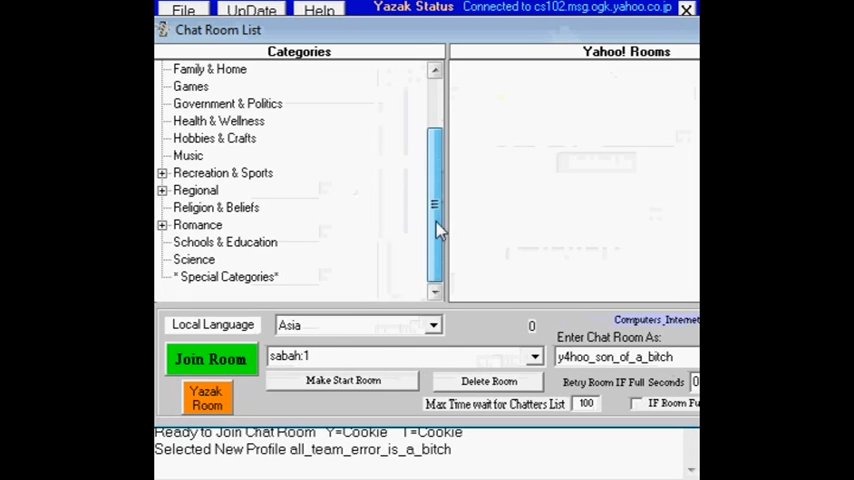 File UpDate Help Yazak Status Connected to cs102.msg.ogk.yahoo.co.jp X
Chat Room List
Categories Yahoo! Rooms
Family & Home
Games
Government & Politics
Health & Wellness
Hobbies & Crafts
Music
Recreation & Sports
Regional
Religion & Beliefs
Romance
Schools & Education
Science
* Special Categories*
Local Language Asia 0 Computers_Internet
Enter Chat Room As:
Join Room sabah:1 y4hoo_son_of_a_bitch
Make Start Room Delete Room Retry Room IF Full Seconds 0
Yazak
Room
Max Time wait for Chatters List 100 IF Room Fu
Ready to Join Chat Room Y=Cookie T=Cookie
Selected New Profile all_team_error_is_a_bitch